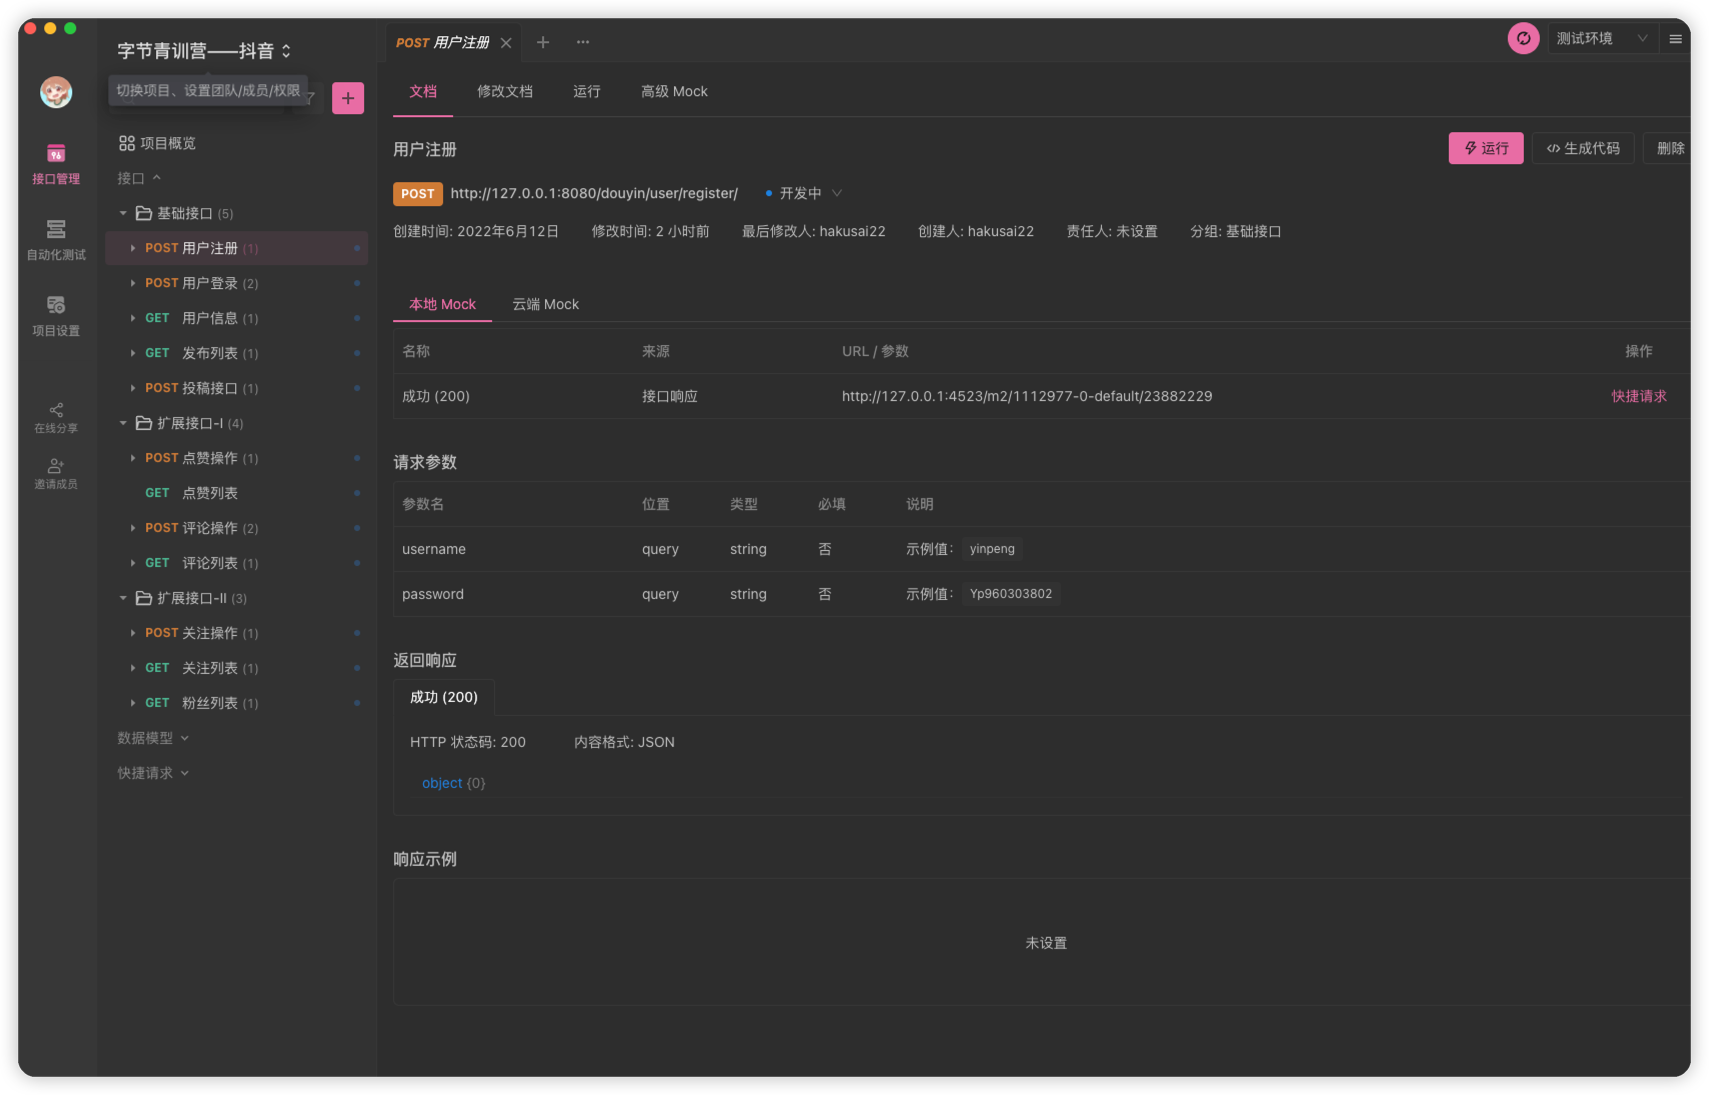 字节青训营——抖音
切换项目、设置团队/成员/权限
接口管理
自动化测试
项目设置
在线分享
邀请成员
项目概览
接口
基础接口 (5)
POST 用户注册 (1)
POST 用户登录 (2)
GET 用户信息 (1)
GET 发布列表 (1)
POST 投稿接口 (1)
扩展接口-I (4)
POST 点赞操作 (1)
GET 点赞列表
POST 评论操作 (2)
GET 评论列表 (1)
扩展接口-II (3)
POST 关注操作 (1)
GET 关注列表 (1)
GET 粉丝列表 (1)
数据模型
快捷请求
POST 用户注册
测试环境
文档 修改文档 运行 高级 Mock
用户注册
运行 生成代码 删除
POST http://127.0.0.1:8080/douyin/user/register/ 开发中
创建时间: 2022年6月12日 修改时间: 2 小时前 最后修改人: hakusai22 创建人: hakusai22 责任人: 未设置 分组: 基础接口
本地 Mock 云端 Mock
名称 来源 URL / 参数 操作
成功 (200) 接口响应 http://127.0.0.1:4523/m2/1112977-0-default/23882229 快捷请求
请求参数
参数名 位置 类型 必填 说明
username query string 否 示例值: yinpeng
password query string 否 示例值: Yp960303802
返回响应
成功 (200)
HTTP 状态码: 200 内容格式: JSON
object {0}
响应示例
未设置